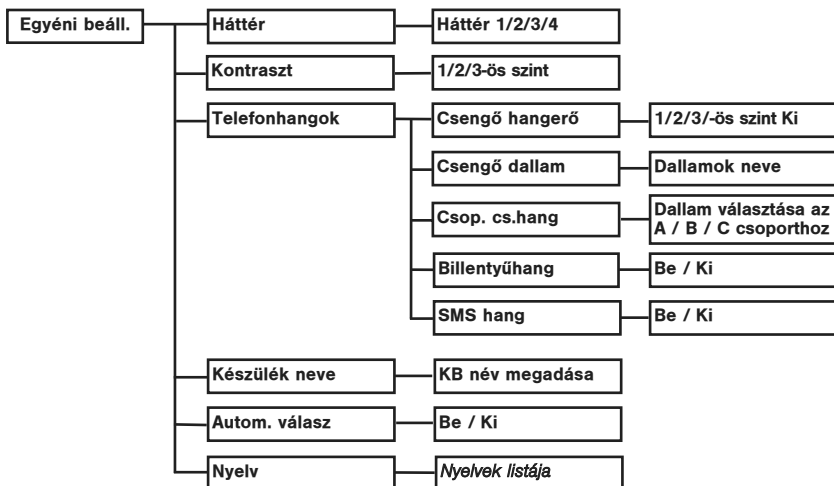 Egyéni beáll.
Háttér
Háttér 1/2/3/4
Kontraszt
1/2/3-ös szint
Telefonhangok
Csengő hangerő
1/2/3/-ös szint Ki
Csengő dallam
Dallamok neve
Csop. cs.hang
Dallam választása az
A / B / C csoporthoz
Billentyűhang
Be / Ki
SMS hang
Be / Ki
Készülék neve
KB név megadása
Autom. válasz
Be / Ki
Nyelv
Nyelvek listája